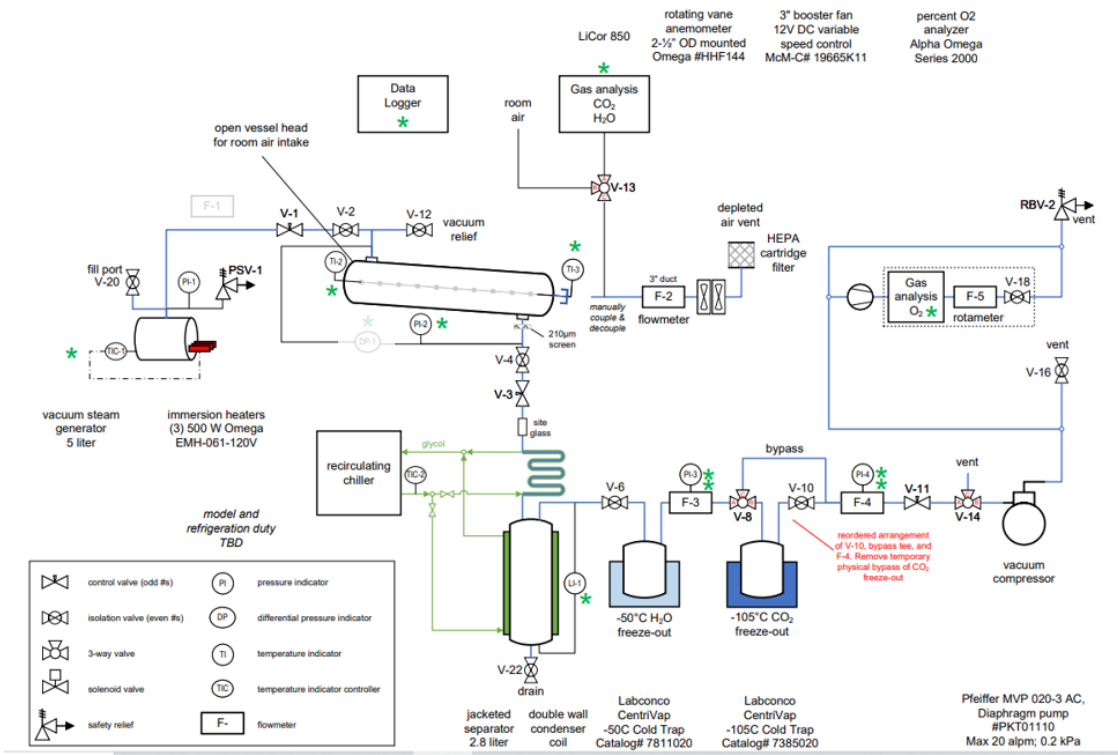 LiCor 850
rotating vane
anemometer
2-½" OD mounted
Omega #HHF144
3" booster fan
12V DC variable
speed control
McM-C# 19665K11
percent O2
analyzer
Alpha Omega
Series 2000
Data
Logger
*
room
air
*
Gas analysis
CO₂
H₂O
V-13
open vessel head
for room air intake
F-1
V-1
V-2
V-12
vacuum
relief
fill port
V-20
PI-1
PSV-1
TI-2
*
TI-3
*
PI-2
*
DP-1
*
210µm
screen
manually
couple &
decouple
3" duct
F-2
flowmeter
depleted
air vent
HEPA
cartridge
filter
RBV-2
vent
Gas
analysis
O₂
*
F-5
rotameter
V-18
vent
V-16
*
TIC-1
V-4
V-3
site
glass
vacuum steam
generator
5 liter
immersion heaters
(3) 500 W Omega
EMH-061-120V
recirculating
chiller
glycol
TIC-2
model and
refrigeration duty
TBD
V-6
PI-3
*
*
F-3
V-8
bypass
V-10
PI-4
*
*
F-4
V-11
vent
V-14
reordered arrangement
of V-10, bypass tee, and
F-4. Remove temporary
physical bypass of CO₂
freeze-out
vacuum
compressor
LI-1
*
-50°C H₂O
freeze-out
-105°C CO₂
freeze-out
V-22
drain
control valve (odd #s)
isolation valve (even #s)
3-way valve
solenoid valve
safety relief
PI
pressure indicator
DP
differential pressure indicator
TI
temperature indicator
TIC
temperature indicator controller
F-
flowmeter
jacketed
separator
2.8 liter
double wall
condenser
coil
Labconco
CentriVap
-50C Cold Trap
Catalog# 7811020
Labconco
CentriVap
-105C Cold Trap
Catalog# 7385020
Pfeiffer MVP 020-3 AC,
Diaphragm pump
#PKT01110
Max 20 alpm; 0.2 kPa